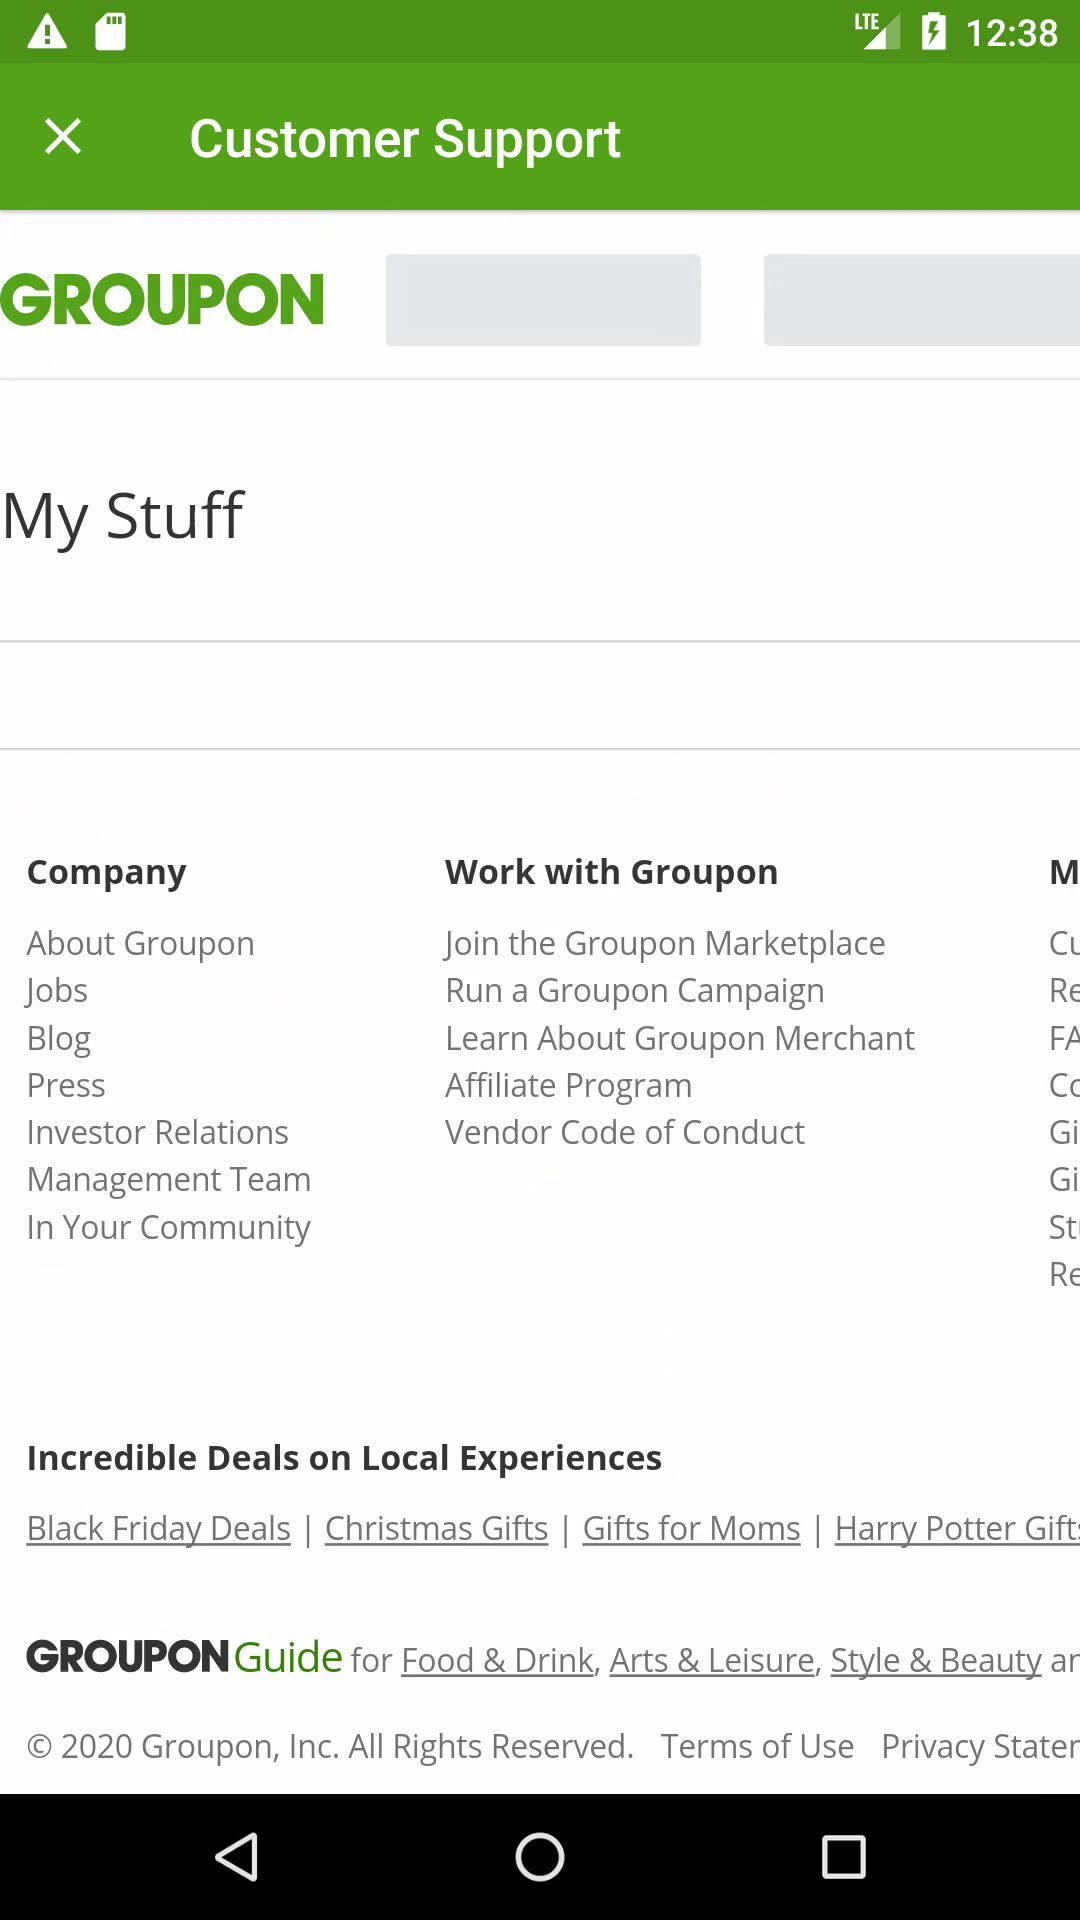 LTE 12:38
Customer Support
GROUPON
My Stuff
Company
About Groupon
Jobs
Blog
Press
Investor Relations
Management Team
In Your Community
Work with Groupon
Join the Groupon Marketplace
Run a Groupon Campaign
Learn About Groupon Merchant
Affiliate Program
Vendor Code of Conduct
M
Cu
Re
FA
Co
Gi
Gi
Stu
Re
Incredible Deals on Local Experiences
Black Friday Deals | Christmas Gifts | Gifts for Moms | Harry Potter Gifts
GROUPON Guide for Food & Drink, Arts & Leisure, Style & Beauty an
© 2020 Groupon, Inc. All Rights Reserved. Terms of Use Privacy Stater